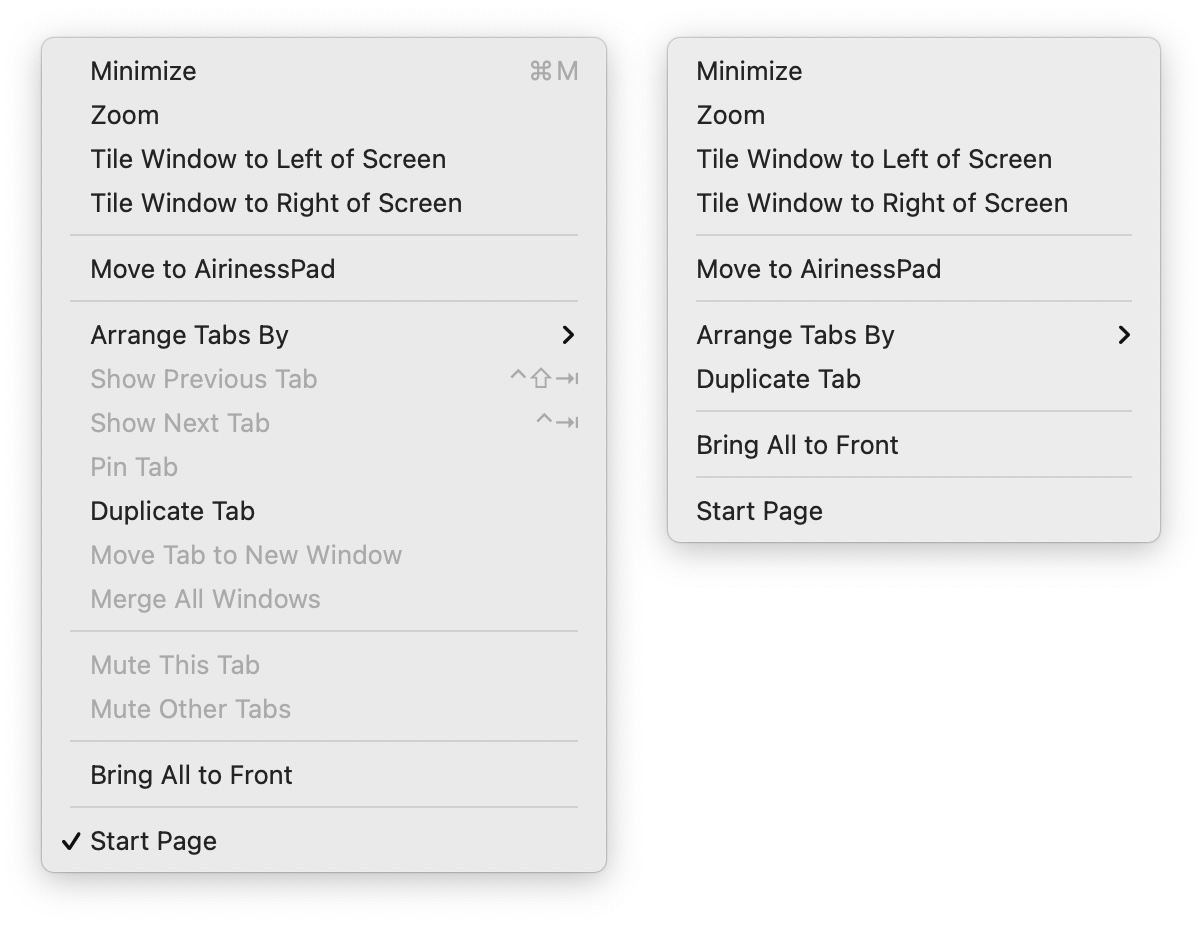 Minimize ⌘M
Zoom
Tile Window to Left of Screen
Tile Window to Right of Screen
Move to AirinessPad
Arrange Tabs By
Show Previous Tab ^⇧⇥
Show Next Tab ^⇥
Pin Tab
Duplicate Tab
Move Tab to New Window
Merge All Windows
Mute This Tab
Mute Other Tabs
Bring All to Front
✓ Start Page
Minimize
Zoom
Tile Window to Left of Screen
Tile Window to Right of Screen
Move to AirinessPad
Arrange Tabs By
Duplicate Tab
Bring All to Front
Start Page